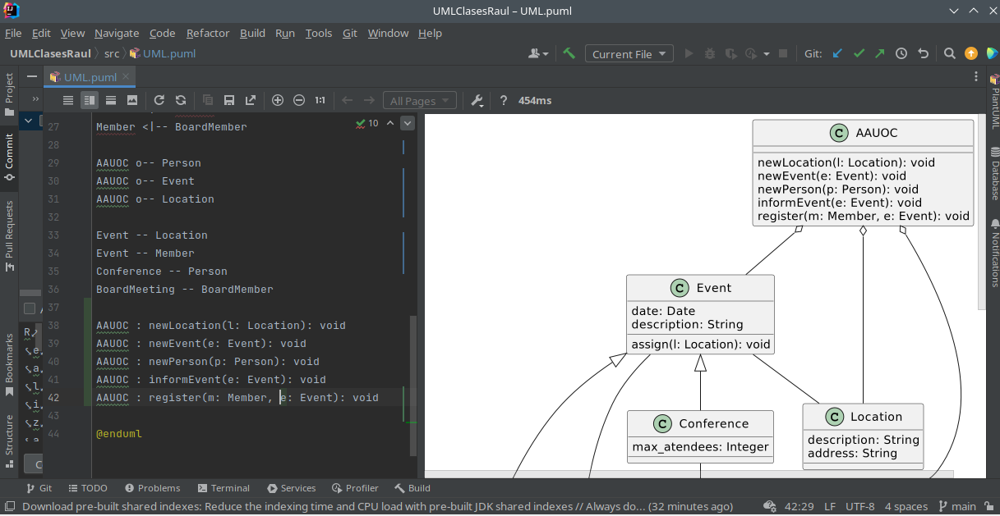 UMLClasesRaul – UML.puml
File Edit View Navigate Code Refactor Build Run Tools Git Window Help
UMLClasesRaul src UML.puml Current File Git:
UML.puml
All Pages 1:1 ? 454ms
Project
Commit
Pull Requests
Bookmarks
Structure
27 Member <|-- BoardMember 10
28
29 AAUOC o-- Person
30 AAUOC o-- Event
31 AAUOC o-- Location
32
33 Event -- Location
34 Event -- Member
35 Conference -- Person
36 BoardMeeting -- BoardMember
37
38 AAUOC : newLocation(l: Location): void
39 AAUOC : newEvent(e: Event): void
40 AAUOC : newPerson(p: Person): void
41 AAUOC : informEvent(e: Event): void
42 AAUOC : register(m: Member, e: Event): void
43
44 @enduml
C AAUOC
newLocation(l: Location): void
newEvent(e: Event): void
newPerson(p: Person): void
informEvent(e: Event): void
register(m: Member, e: Event): void
C Event
date: Date
description: String
assign(l: Location): void
C Conference
max_atendees: Integer
C Location
description: String
address: String
PlantUML
Database
Notifications
Git TODO Problems Terminal Services Profiler Build
Download pre-built shared indexes: Reduce the indexing time and CPU load with pre-built JDK shared indexes // Always do... (32 minutes ago) 42:29 LF UTF-8 4 spaces main